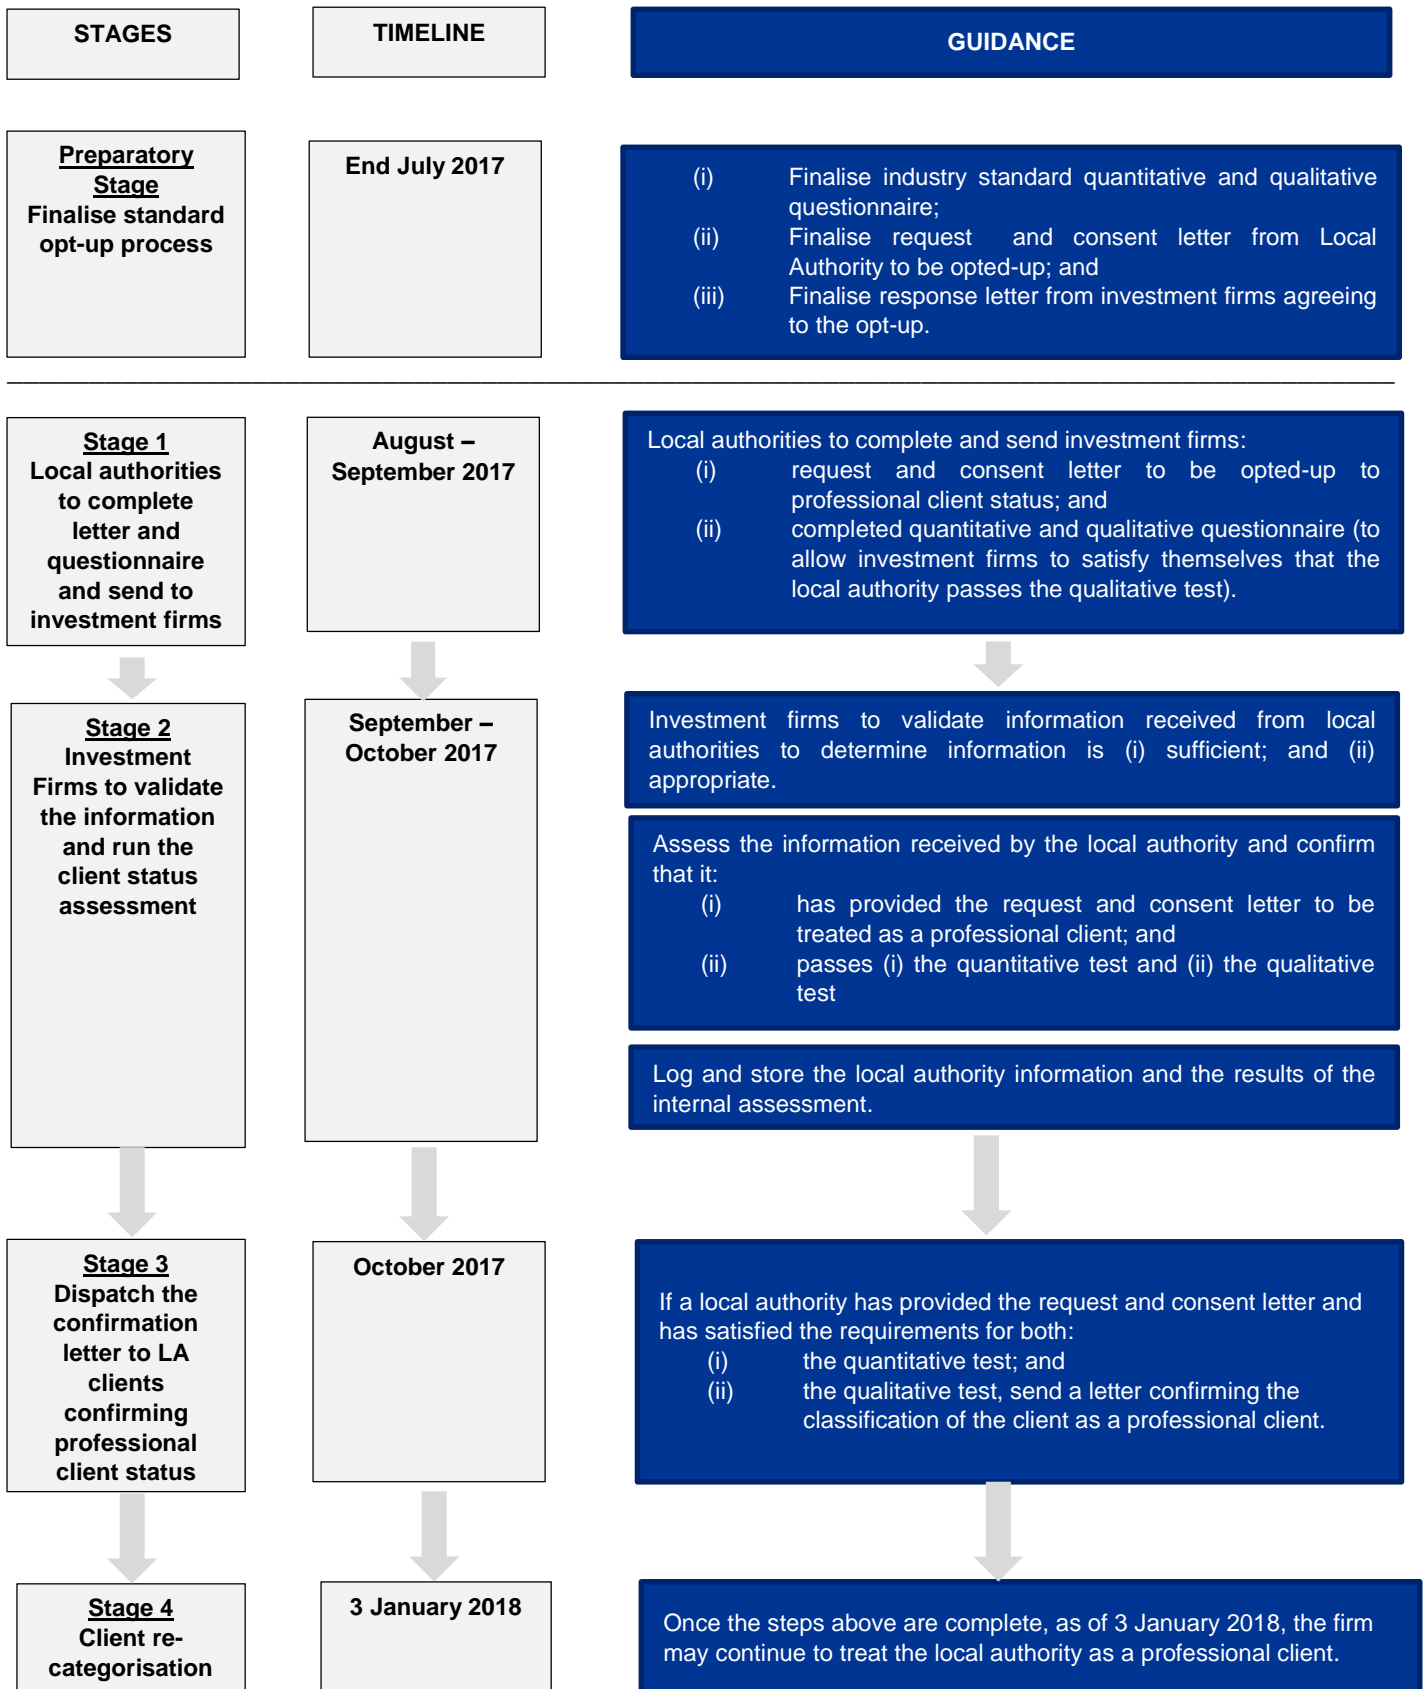 STAGES
TIMELINE
GUIDANCE
Preparatory
Stage
Finalise standard
opt-up process
End July 2017
(i) Finalise industry standard quantitative and qualitative
questionnaire;
(ii) Finalise request and consent letter from Local
Authority to be opted-up; and
(iii) Finalise response letter from investment firms agreeing
to the opt-up.
Stage 1
Local authorities
to complete
letter and
questionnaire
and send to
investment firms
August –
September 2017
Local authorities to complete and send investment firms:
(i) request and consent letter to be opted-up to
professional client status; and
(ii) completed quantitative and qualitative questionnaire (to
allow investment firms to satisfy themselves that the
local authority passes the qualitative test).
Stage 2
Investment
Firms to validate
the information
and run the
client status
assessment
September –
October 2017
Investment firms to validate information received from local
authorities to determine information is (i) sufficient; and (ii)
appropriate.
Assess the information received by the local authority and confirm
that it:
(i) has provided the request and consent letter to be
treated as a professional client; and
(ii) passes (i) the quantitative test and (ii) the qualitative
test
Log and store the local authority information and the results of the
internal assessment.
Stage 3
Dispatch the
confirmation
letter to LA
clients
confirming
professional
client status
October 2017
If a local authority has provided the request and consent letter and
has satisfied the requirements for both:
(i) the quantitative test; and
(ii) the qualitative test, send a letter confirming the
classification of the client as a professional client.
Stage 4
Client re-
categorisation
3 January 2018
Once the steps above are complete, as of 3 January 2018, the firm
may continue to treat the local authority as a professional client.